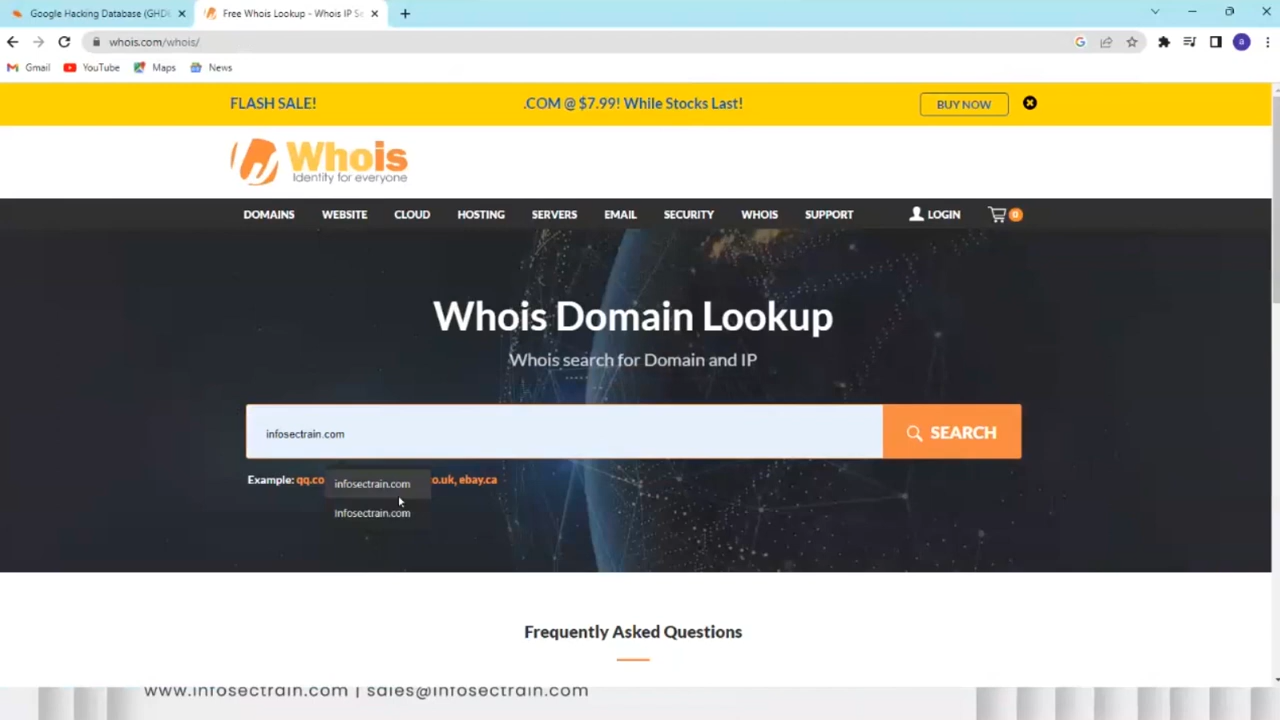 Google Hacking Database (GHDB
Free Whois Lookup - Whois IP Se
whois.com/whois/
a
Gmail
YouTube
Maps
News
FLASH SALE!
.COM @ $7.99! While Stocks Last!
BUY NOW
Whois
Identity for everyone
DOMAINS WEBSITE CLOUD HOSTING SERVERS EMAIL SECURITY WHOIS SUPPORT LOGIN 0
Whois Domain Lookup
Whois search for Domain and IP
infosectrain.com
SEARCH
Example: qq.co o.uk, ebay.ca
infosectrain.com
Infosectrain.com
Frequently Asked Questions
www.infosectrain.com | sales@infosectrain.com